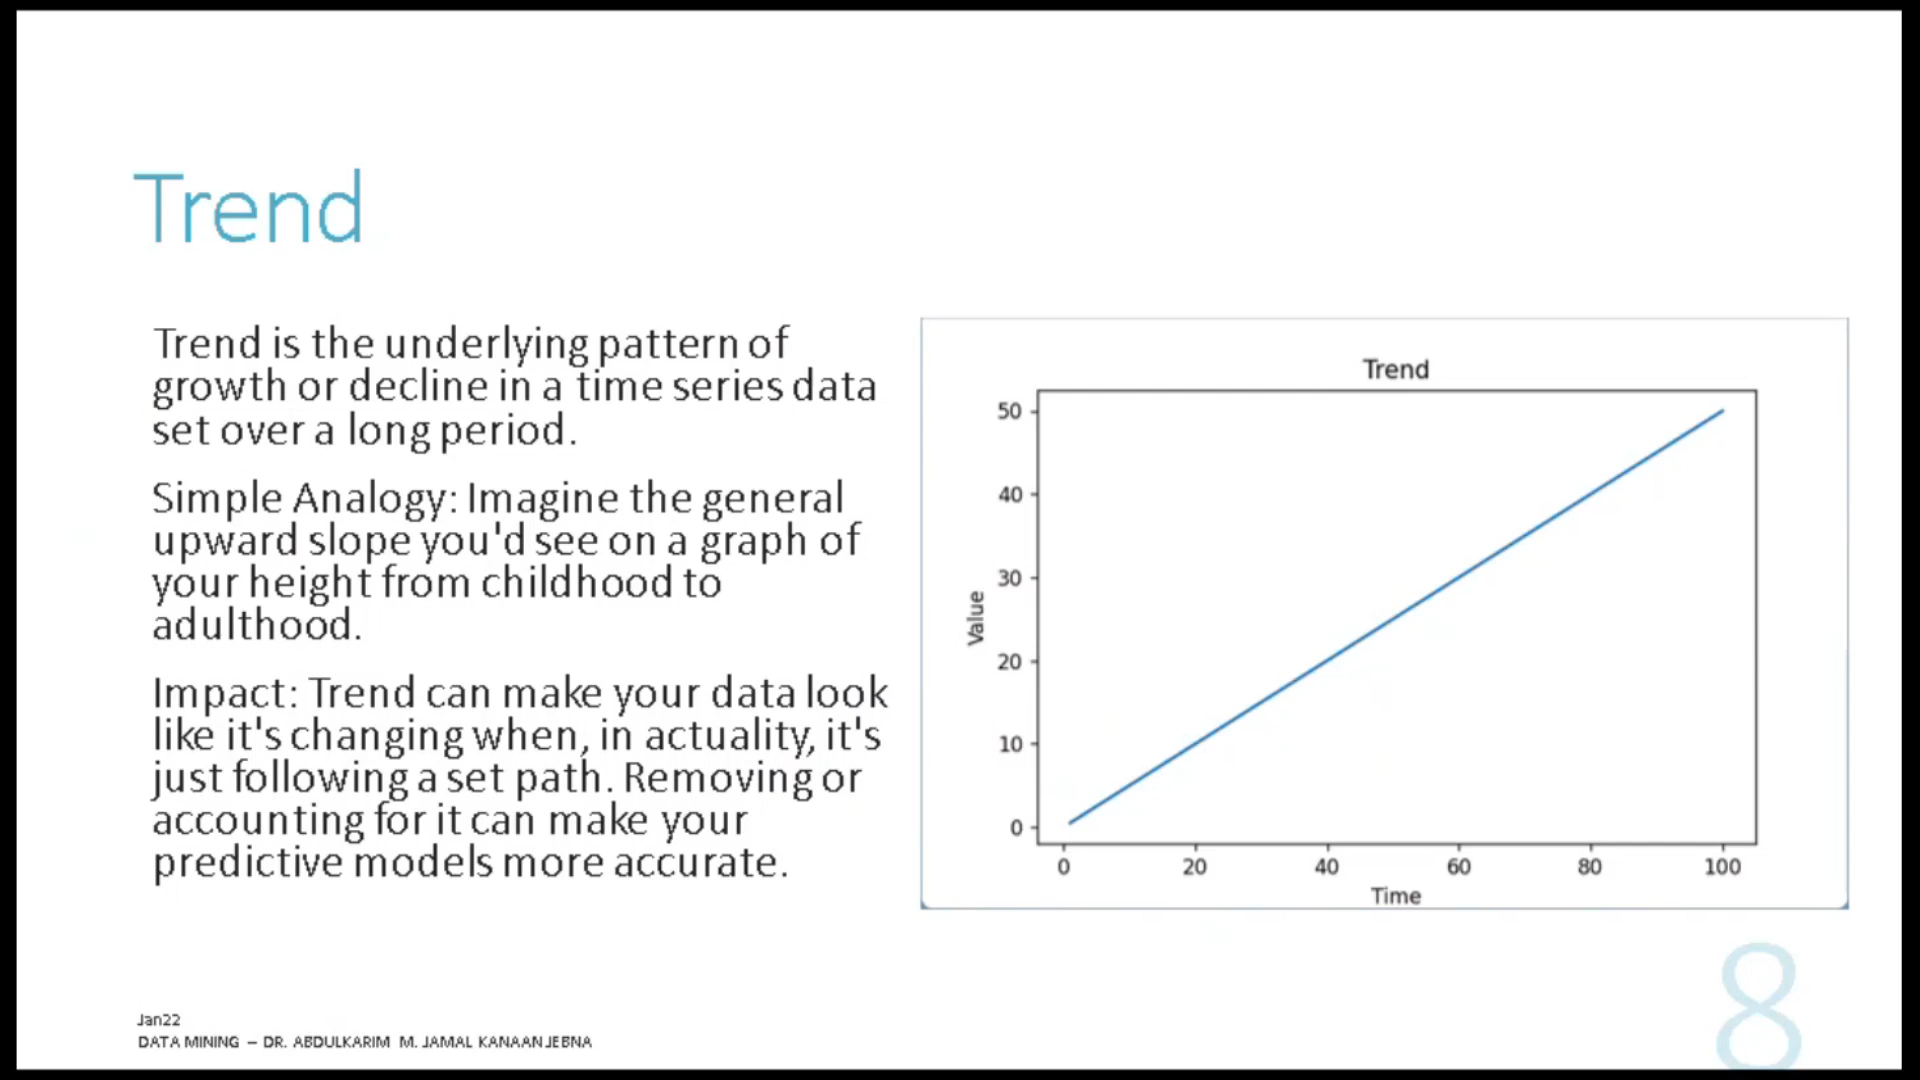 Trend
Trend is the underlying pattern of
growth or decline in a time series data
set over a long period.
Simple Analogy: Imagine the general
upward slope you'd see on a graph of
your height from childhood to
adulthood.
Impact: Trend can make your data look
like it's changing when, in actuality, it's
just following a set path. Removing or
accounting for it can make your
predictive models more accurate.
Trend
50
40
30
20
10
0
Value
0 20 40 60 80 100
Time
Jan22
DATA MINING – DR. ABDULKARIM M. JAMAL KANAAN JEBNA
8